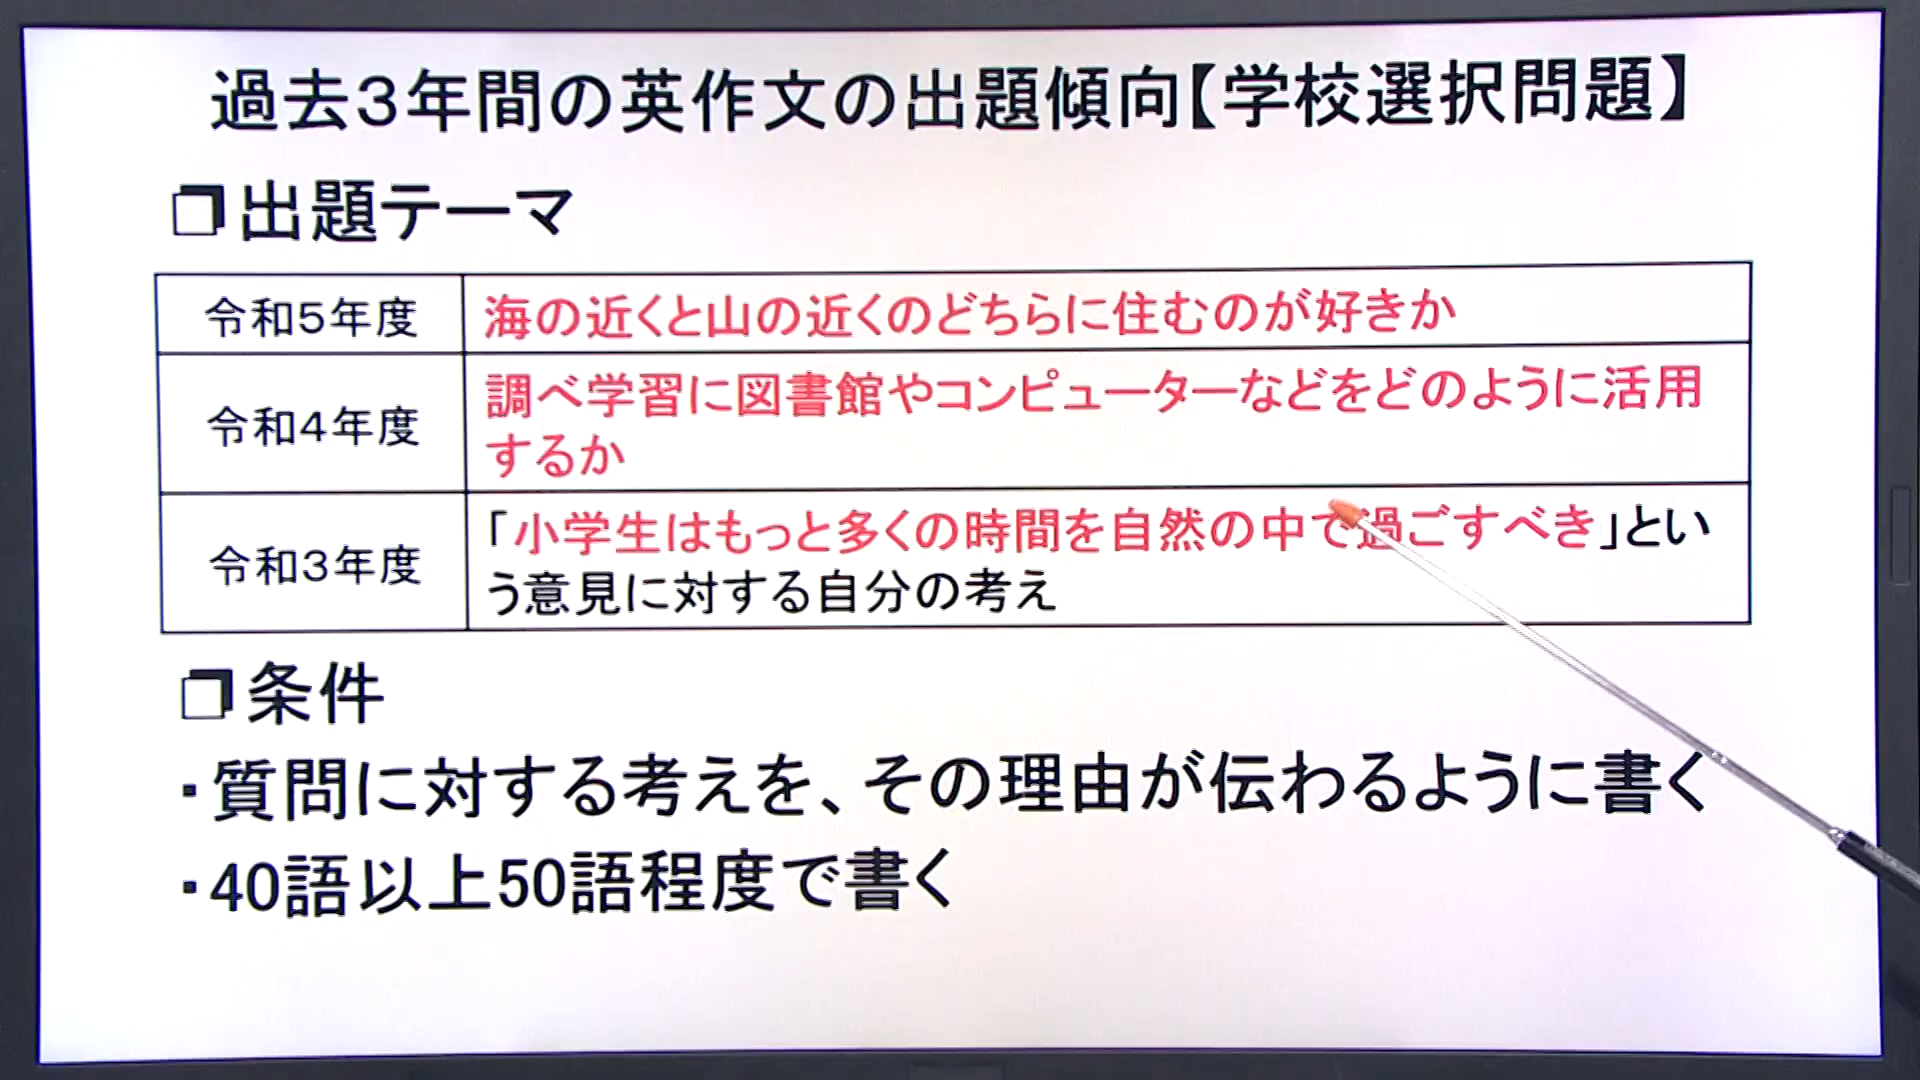 過去３年間の英作文の出題傾向【学校選択問題】
❒出題テーマ
令和５年度
海の近くと山の近くのどちらに住むのが好きか
令和４年度
調べ学習に図書館やコンピューターなどをどのように活用
するか
令和３年度
「小学生はもっと多くの時間を自然の中で過ごすべき」とい
う意見に対する自分の考え
❒条件
・質問に対する考えを、その理由が伝わるように書く
・40語以上50語程度で書く